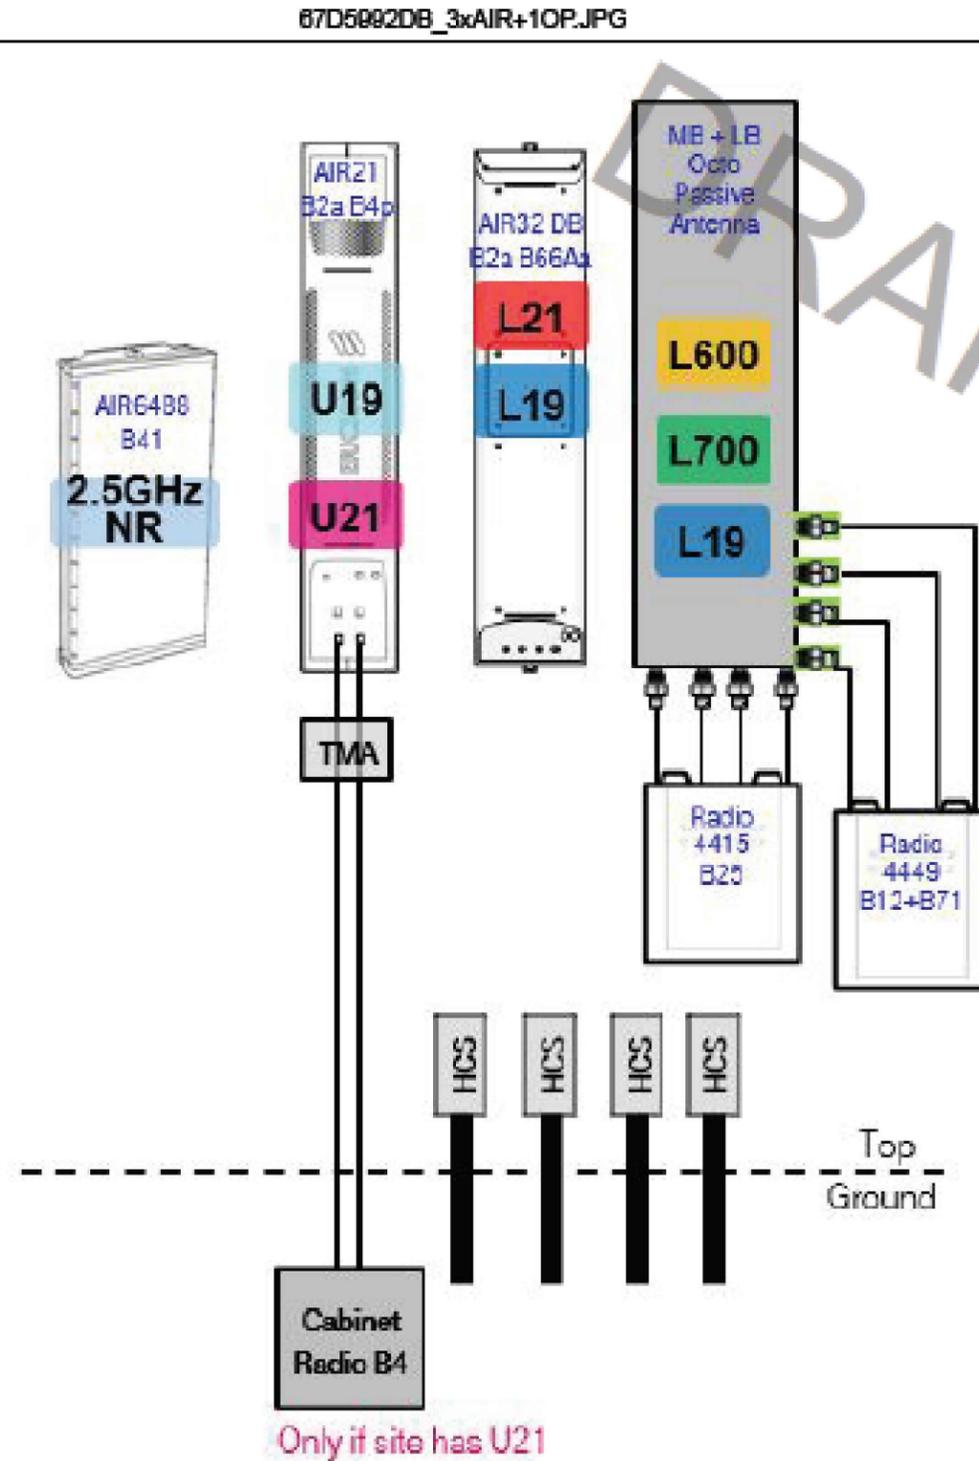 67D5992DB_3xAIR+1OP.JPG
DRA
AIR21
B2a B4p
U19
U21
AIR32 DB
B2a B66Aa
L21
L19
MB + LB
Octo
Passive
Antenna
L600
L700
L19
AIR6488
B41
2.5GHz
NR
TMA
Radio
4415
B25
Radio
4449
B12+B71
HCS
HCS
HCS
HCS
Top
Ground
Cabinet
Radio B4
Only if site has U21